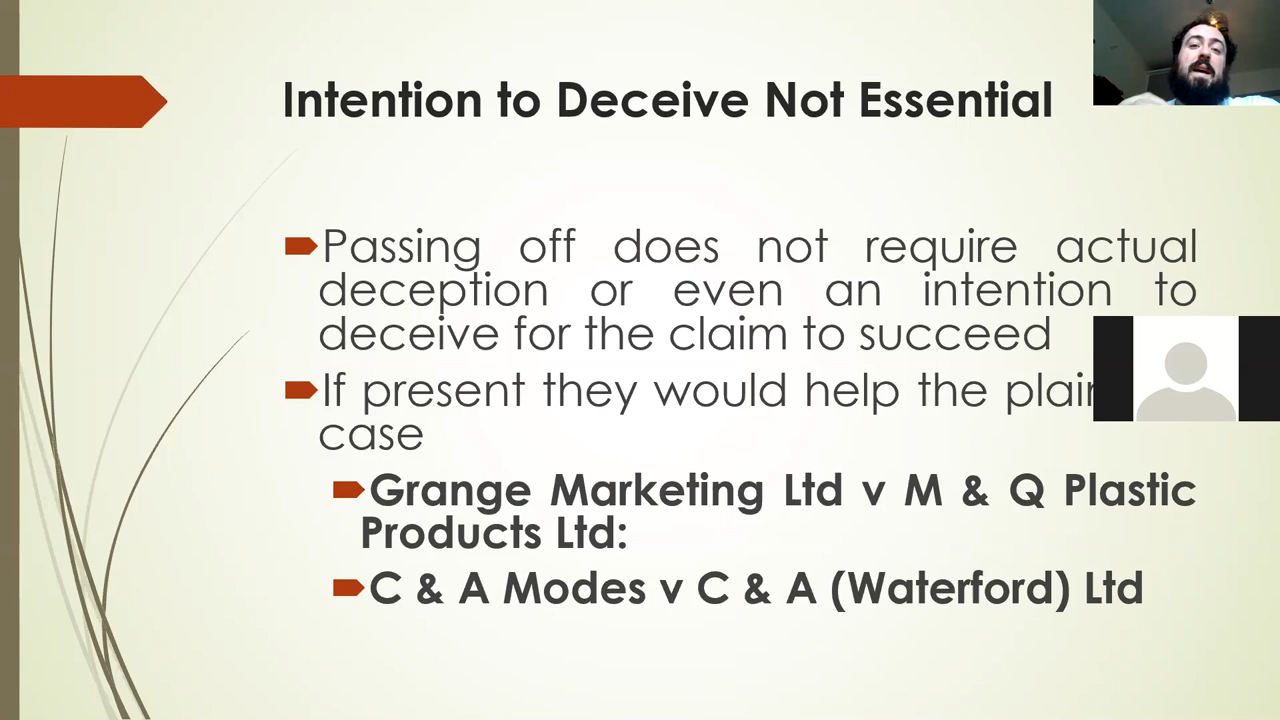 Intention to Deceive Not Essential
Passing off does not require actual
deception or even an intention to
deceive for the claim to succeed
If present they would help the
case
Grange Marketing Ltd v M & Q Plastic
Products Ltd:
C & A Modes v C & A (Waterford) Ltd